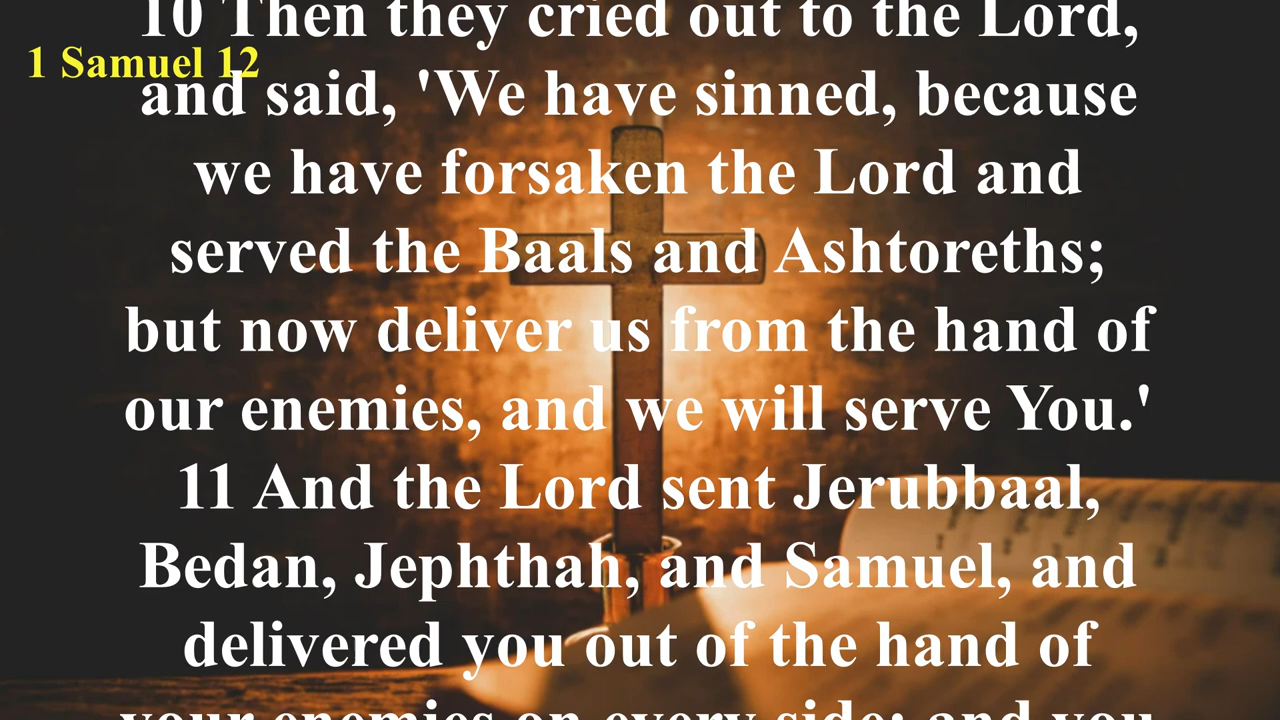 10 Then they cried out to the Lord,
1 Samuel 12
and said, 'We have sinned, because
we have forsaken the Lord and
served the Baals and Ashtoreths;
but now deliver us from the hand of
our enemies, and we will serve You.'
11 And the Lord sent Jerubbaal,
Bedan, Jephthah, and Samuel, and
delivered you out of the hand of
your enemies on every side; and you